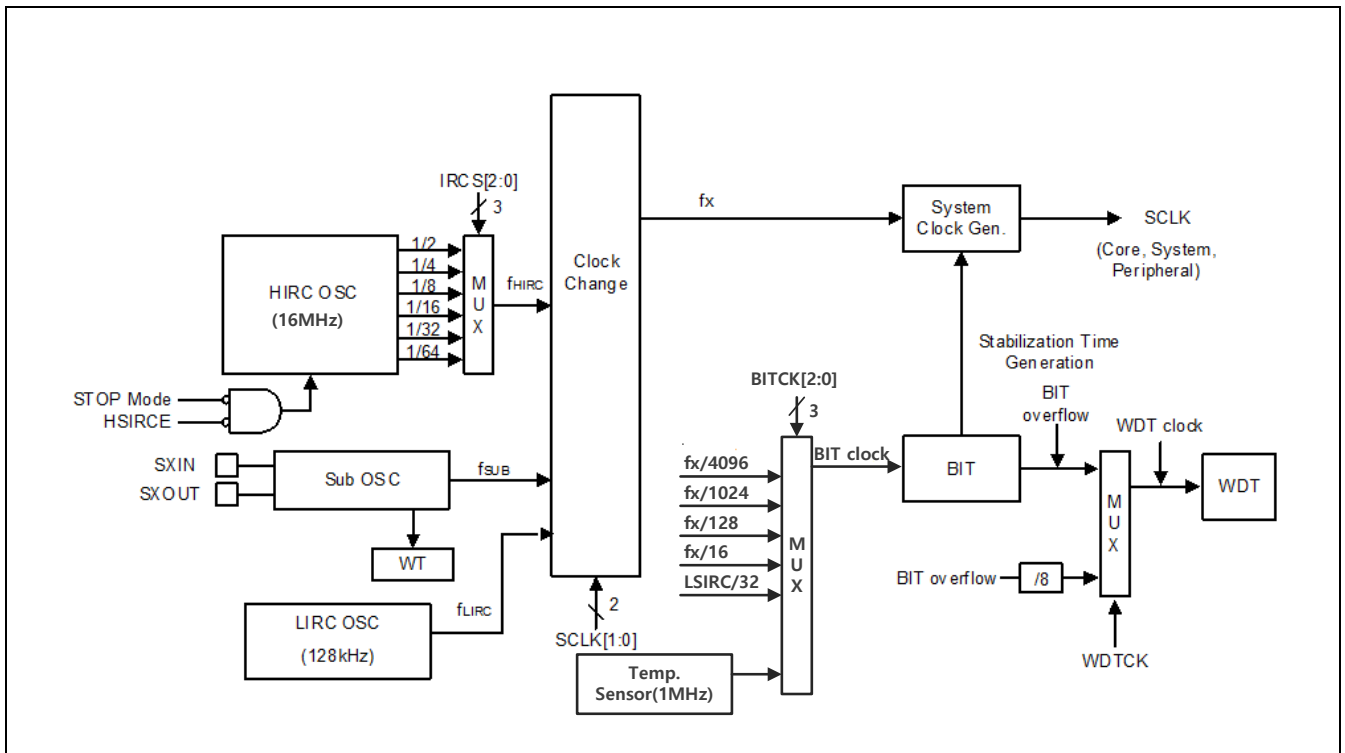 IRCS[2:0]
3
HIRC OSC
(16MHz)
1/2
1/4
1/8
1/16
1/32
1/64
M
U
X
fHIRC
STOP Mode
HSIRCE
SXIN
SXOUT
Sub OSC
fSUB
WT
LIRC OSC
(128kHz)
fLIRC
Clock
Change
2
SCLK[1:0]
fx
System
Clock Gen.
SCLK
(Core, System,
Peripheral)
Stabilization Time
Generation
BITCK[2:0]
3
fx/4096
fx/1024
fx/128
fx/16
LSIRC/32
M
U
X
Temp.
Sensor(1MHz)
BIT clock
BIT
BIT
overflow
WDT clock
M
U
X
WDT
BIT overflow
/8
WDTCK